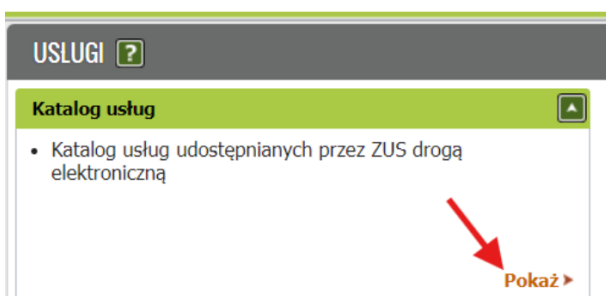 USLUGI ?
Katalog usług
• Katalog usług udostępnianych przez ZUS drogą
elektroniczną
Pokaż